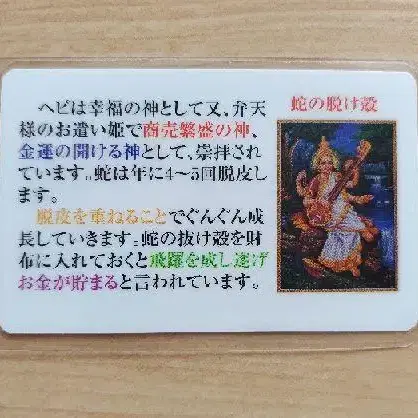 ヘビは幸福の神として又、弁天
様のお遣い姫で商売繁盛の神、
金運の開ける神として、崇拝され
ています。蛇は年に4〜5回脱皮し
ます。
脱皮を重ねることでぐんぐん成
長していきます。蛇の抜け殻を財
布に入れておくと飛躍を成し遂げ
お金が貯まると言われています。
蛇の脱け殻